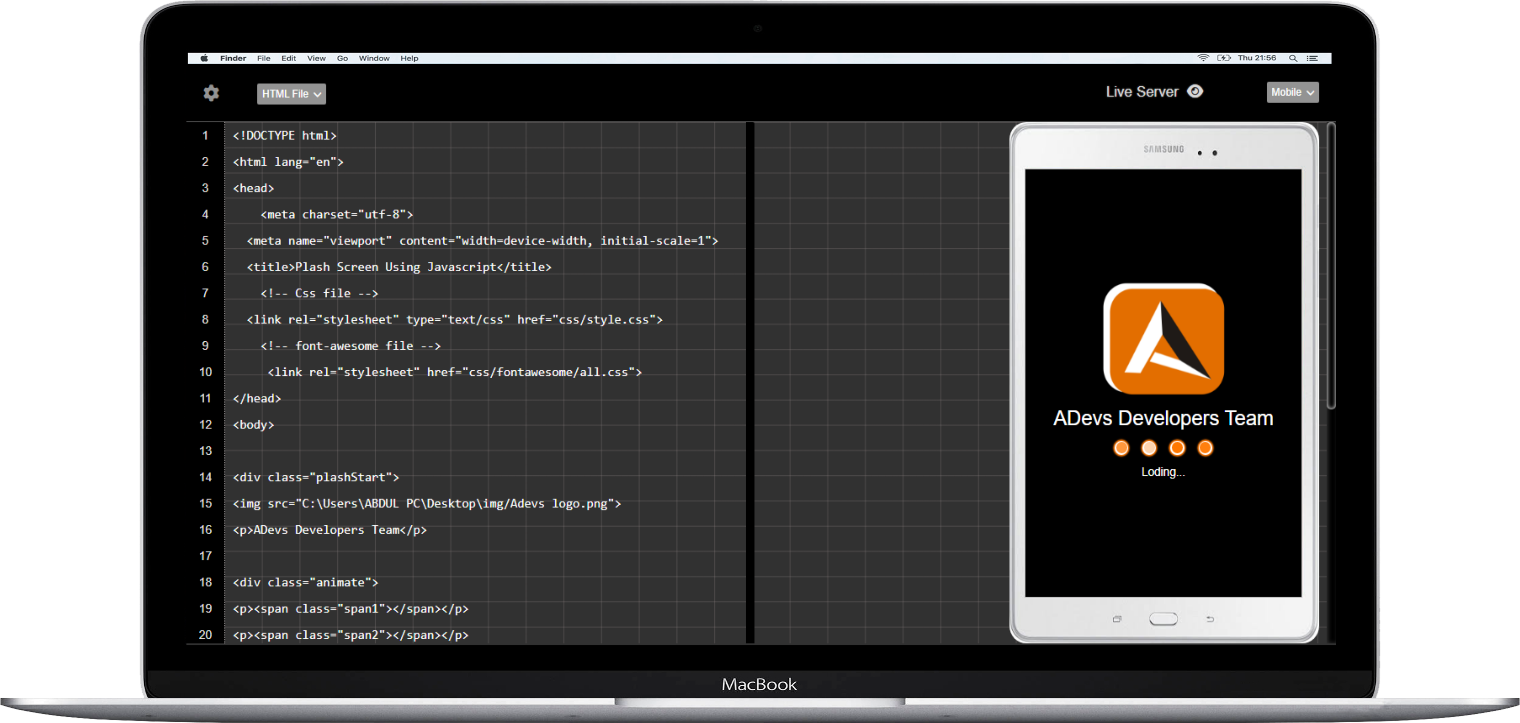 Finder File Edit View Go Window Help Thu 21:56
HTML File Live Server Mobile
1 <!DOCTYPE html>
2 <html lang="en">
3 <head>
4 <meta charset="utf-8">
5 <meta name="viewport" content="width=device-width, initial-scale=1">
6 <title>Plash Screen Using Javascript</title>
7 <!-- Css file -->
8 <link rel="stylesheet" type="text/css" href="css/style.css">
9 <!-- font-awesome file -->
10 <link rel="stylesheet" href="css/fontawesome/all.css">
11 </head>
12 <body>
13
14 <div class="plashStart">
15 <img src="C:\Users\ABDUL PC\Desktop\img/Adevs logo.png">
16 <p>ADevs Developers Team</p>
17
18 <div class="animate">
19 <p><span class="span1"></span></p>
20 <p><span class="span2"></span></p>
SAMSUNG
ADevs Developers Team
Loding...
MacBook